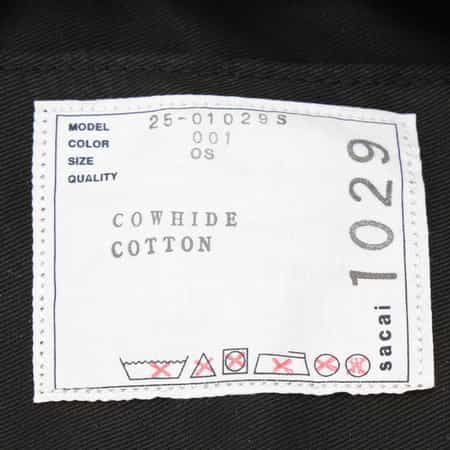 MODEL 25-01029S
COLOR 001
SIZE OS
QUALITY
COWHIDE
COTTON
sacai 1029